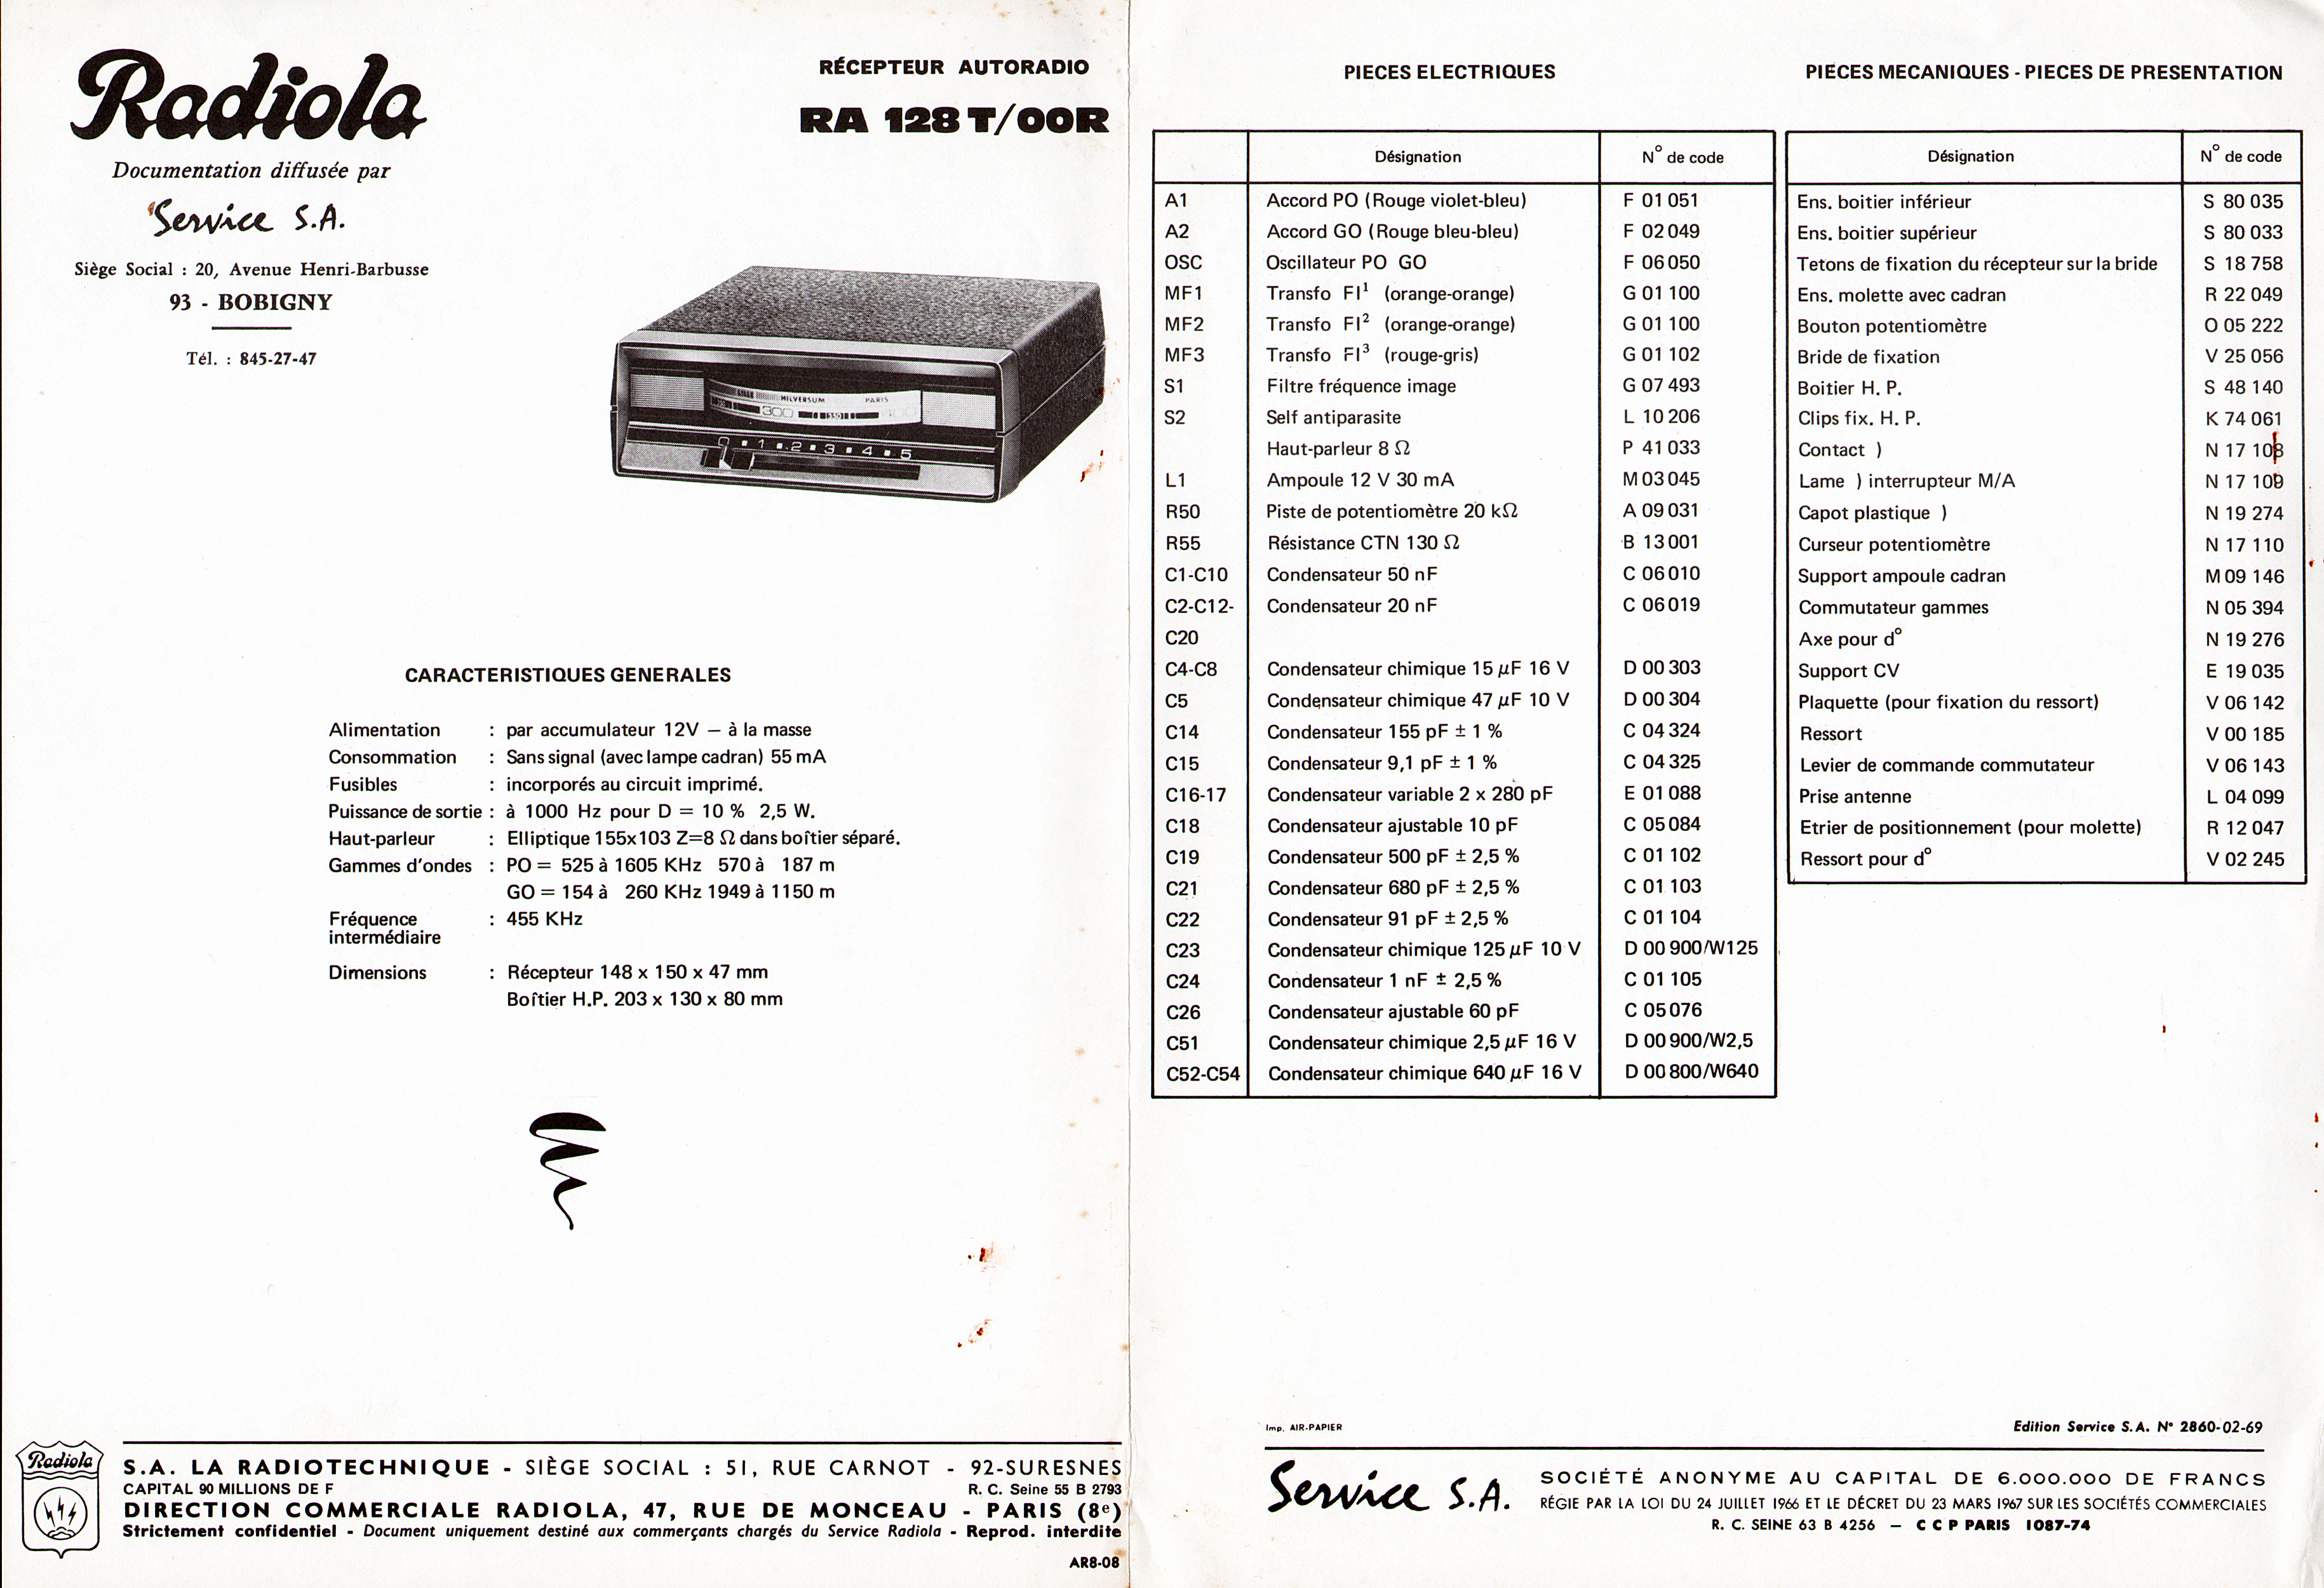 Radiola
Documentation diffusée par
Service S.A.
Siège Social : 20, Avenue Henri-Barbusse
93 - BOBIGNY
Tél. : 845-27-47
RÉCEPTEUR AUTORADIO
RA 128 T/00R
HILVERSUM PARIS
300
0 1 2 3 4 5
CARACTERISTIQUES GENERALES
Alimentation : par accumulateur 12V — à la masse
Consommation : Sans signal (avec lampe cadran) 55 mA
Fusibles : incorporés au circuit imprimé.
Puissance de sortie : à 1000 Hz pour D = 10 % 2,5 W.
Haut-parleur : Elliptique 155x103 Z=8 Ω dans boîtier séparé.
Gammes d'ondes : PO = 525 à 1605 KHz 570 à 187 m
GO = 154 à 260 KHz 1949 à 1150 m
Fréquence : 455 KHz
intermédiaire
Dimensions : Récepteur 148 x 150 x 47 mm
Boîtier H.P. 203 x 130 x 80 mm
Radiola
S.A. LA RADIOTECHNIQUE - SIÈGE SOCIAL : 51, RUE CARNOT - 92-SURESNES
CAPITAL 90 MILLIONS DE F R. C. Seine 55 B 2793
DIRECTION COMMERCIALE RADIOLA, 47, RUE DE MONCEAU - PARIS (8e)
Strictement confidentiel - Document uniquement destiné aux commerçants chargés du Service Radiola - Reprod. interdite
AR8-08
PIECES ELECTRIQUES
Désignation N° de code
A1 Accord PO (Rouge violet-bleu) F 01 051
A2 Accord GO (Rouge bleu-bleu) F 02 049
OSC Oscillateur PO GO F 06 050
MF1 Transfo FI1 (orange-orange) G 01 100
MF2 Transfo FI2 (orange-orange) G 01 100
MF3 Transfo FI3 (rouge-gris) G 01 102
S1 Filtre fréquence image G 07 493
S2 Self antiparasite L 10 206
Haut-parleur 8 Ω P 41 033
L1 Ampoule 12 V 30 mA M 03 045
R50 Piste de potentiomètre 20 kΩ A 09 031
R55 Résistance CTN 130 Ω B 13 001
C1-C10 Condensateur 50 nF C 06 010
C2-C12- Condensateur 20 nF C 06 019
C20
C4-C8 Condensateur chimique 15 µF 16 V D 00 303
C5 Condensateur chimique 47 µF 10 V D 00 304
C14 Condensateur 155 pF ± 1 % C 04 324
C15 Condensateur 9,1 pF ± 1 % C 04 325
C16-17 Condensateur variable 2 x 280 pF E 01 088
C18 Condensateur ajustable 10 pF C 05 084
C19 Condensateur 500 pF ± 2,5 % C 01 102
C21 Condensateur 680 pF ± 2,5 % C 01 103
C22 Condensateur 91 pF ± 2,5 % C 01 104
C23 Condensateur chimique 125 µF 10 V D 00 900/W125
C24 Condensateur 1 nF ± 2,5 % C 01 105
C26 Condensateur ajustable 60 pF C 05 076
C51 Condensateur chimique 2,5 µF 16 V D 00 900/W2,5
C52-C54 Condensateur chimique 640 µF 16 V D 00 800/W640
PIECES MECANIQUES - PIECES DE PRESENTATION
Désignation N° de code
Ens. boitier inférieur S 80 035
Ens. boitier supérieur S 80 033
Tetons de fixation du récepteur sur la bride S 18 758
Ens. molette avec cadran R 22 049
Bouton potentiomètre O 05 222
Bride de fixation V 25 056
Boitier H. P. S 48 140
Clips fix. H. P. K 74 061
Contact ) N 17 108
Lame ) interrupteur M/A N 17 109
Capot plastique ) N 19 274
Curseur potentiomètre N 17 110
Support ampoule cadran M 09 146
Commutateur gammes N 05 394
Axe pour d° N 19 276
Support CV E 19 035
Plaquette (pour fixation du ressort) V 06 142
Ressort V 00 185
Levier de commande commutateur V 06 143
Prise antenne L 04 099
Etrier de positionnement (pour molette) R 12 047
Ressort pour d° V 02 245
Imp. AIR-PAPIER Edition Service S.A. N° 2860-02-69
Service S.A.
SOCIÉTÉ ANONYME AU CAPITAL DE 6.000.000 DE FRANCS
RÉGIE PAR LA LOI DU 24 JUILLET 1966 ET LE DÉCRET DU 23 MARS 1967 SUR LES SOCIÉTÉS COMMERCIALES
R. C. SEINE 63 B 4256 — C C P PARIS 1087-74